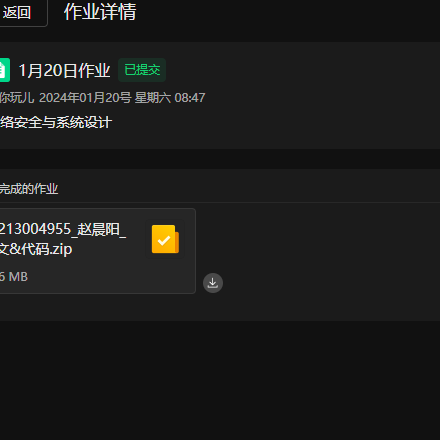 返回 作业详情
1月20日作业 已提交
你玩儿 2024年01月20号 星期六 08:47
络安全与系统设计
完成的作业
213004955_赵晨阳_
文&代码.zip
6 MB